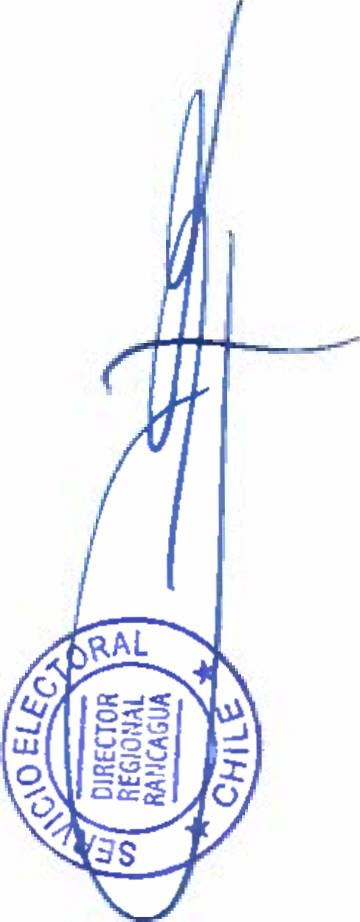 SERVICIO ELECTORAL
DIRECTOR
REGIONAL
RANCAGUA
★ CHILE ★